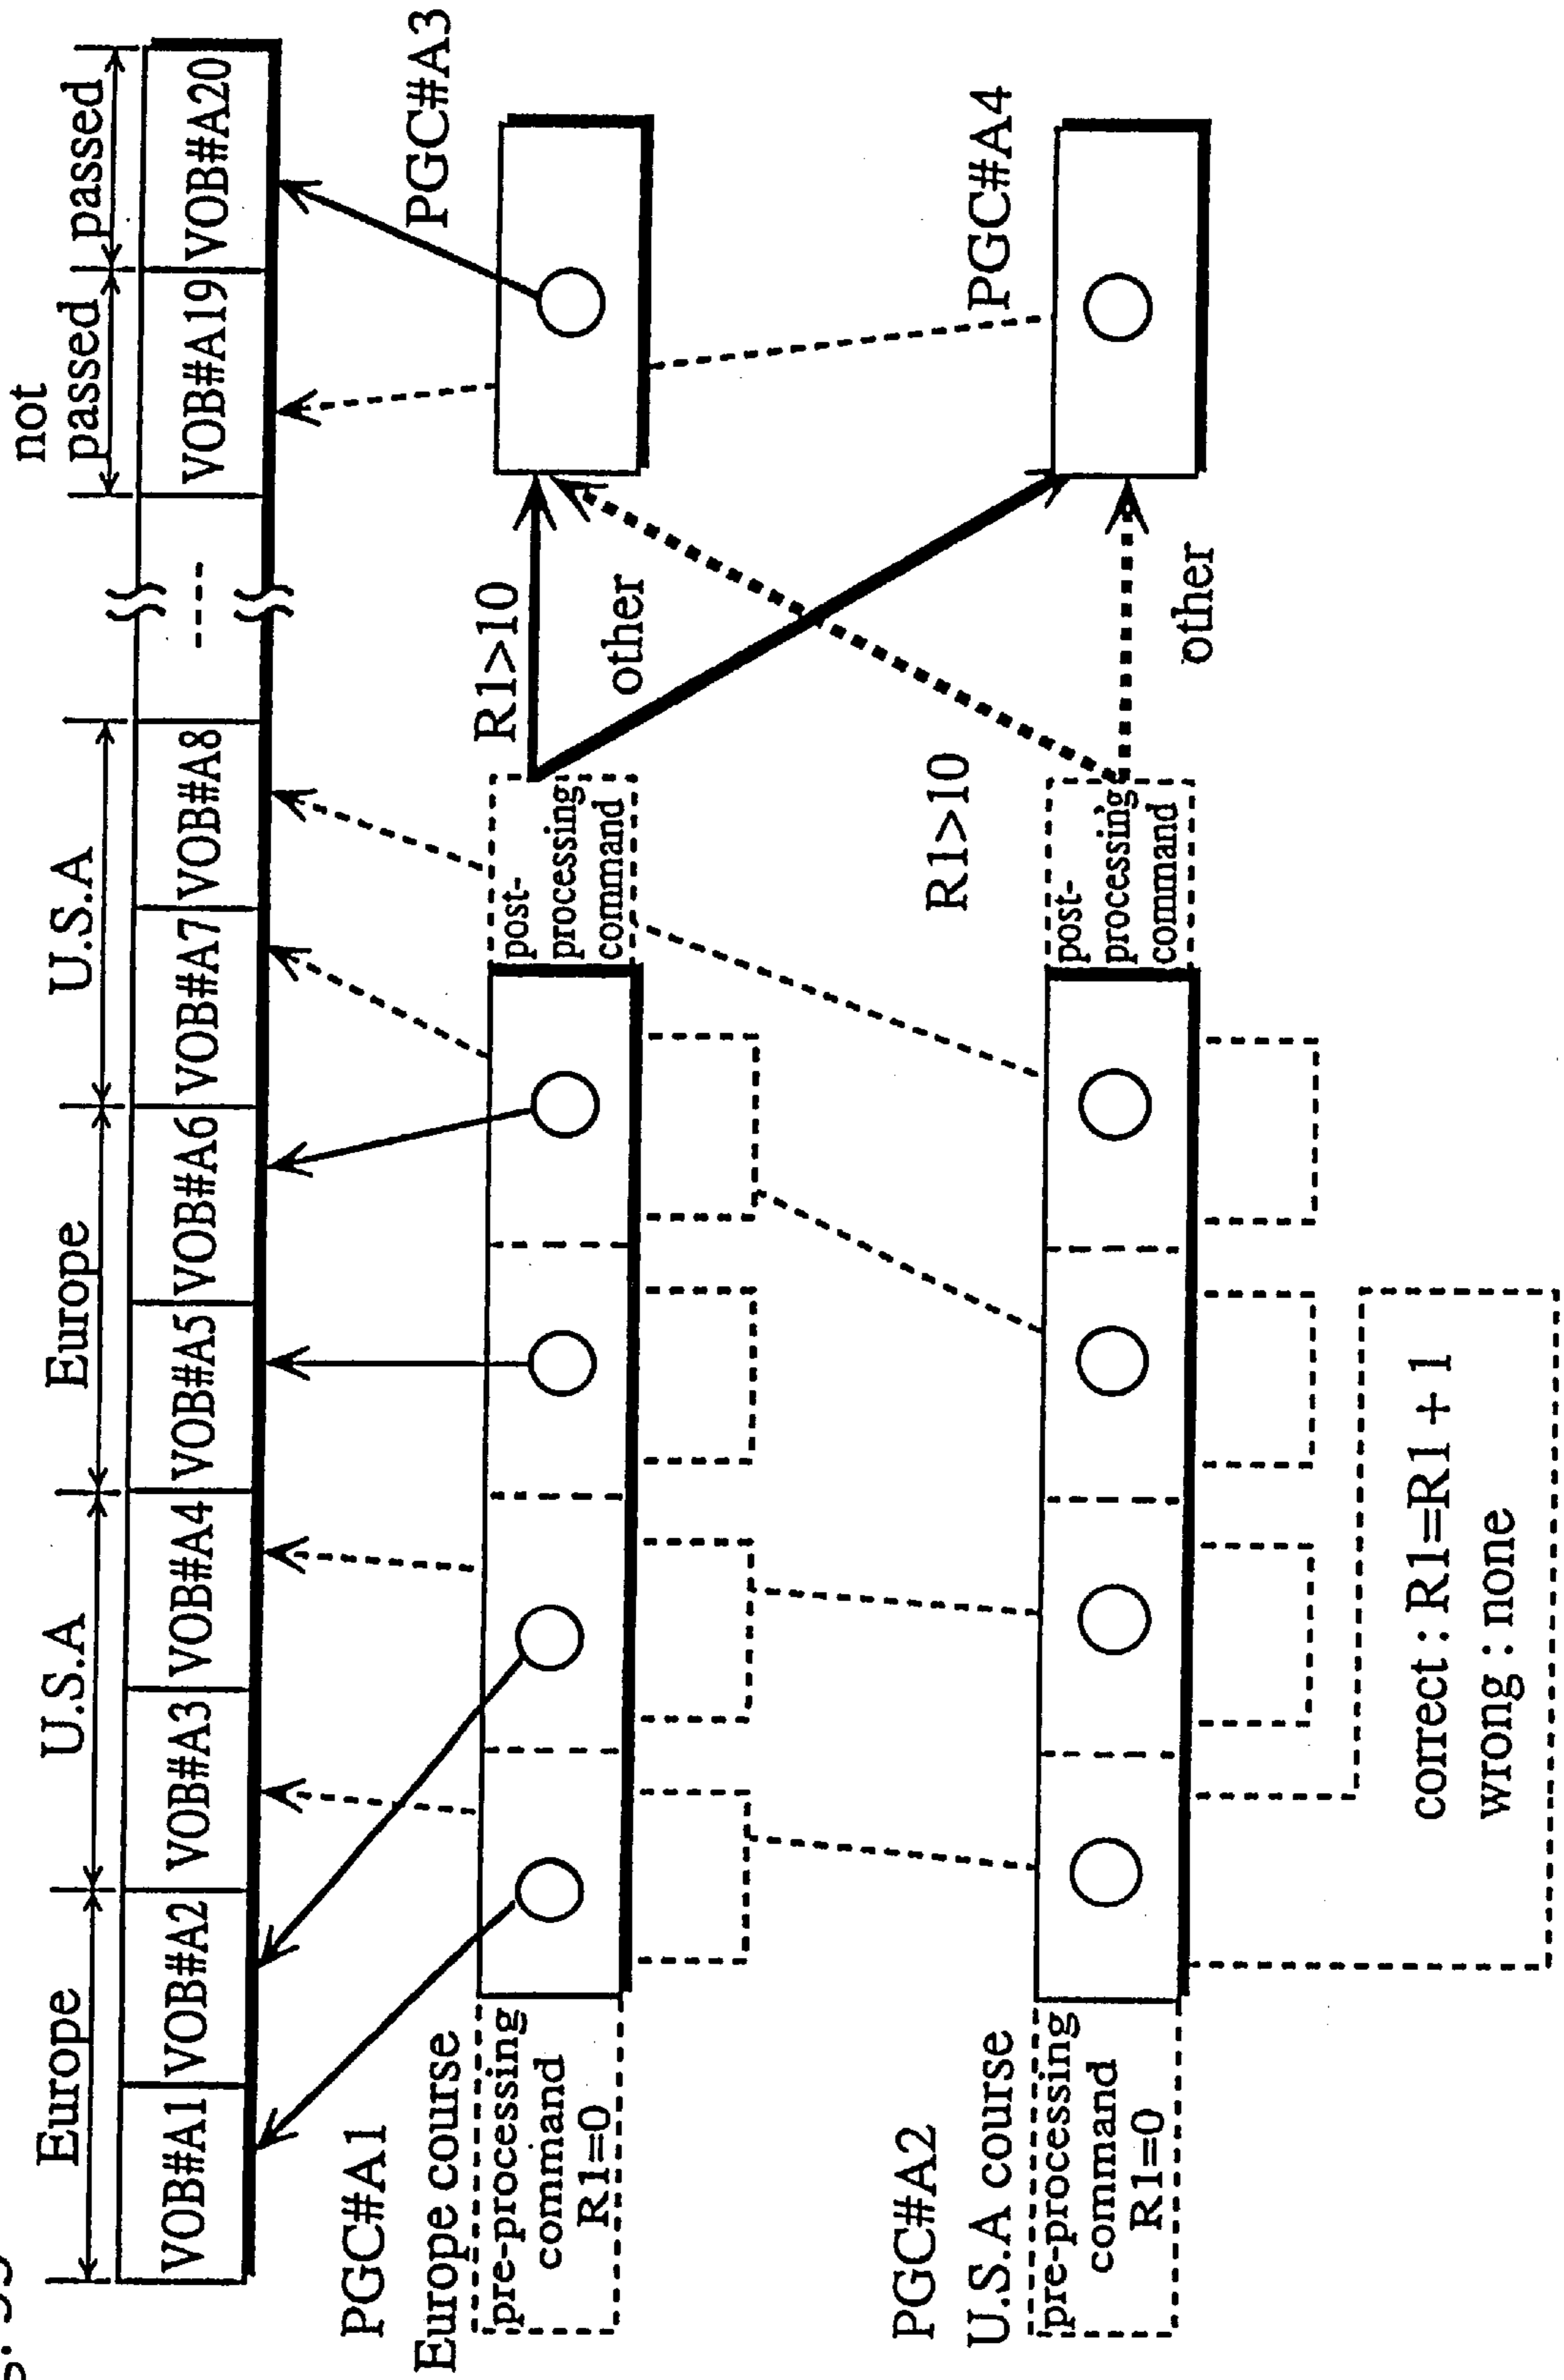 Europe
U.S.A
Europe
U.S.A
not
passed
passed
VOB#A1
VOB#A2
VOB#A3
VOB#A4
VOB#A5
VOB#A6
VOB#A7
VOB#A8
VOB#A19
VOB#A20
PGC#A1
Europe course
pre-processing
command
R1=0
post-
processing
command
R1>10
other
PGC#A3
PGC#A2
U.S.A course
pre-processing
command
R1=0
post-
processing
command
R1>10
other
PGC#A4
correct : R1=R1 + 1
wrong : none